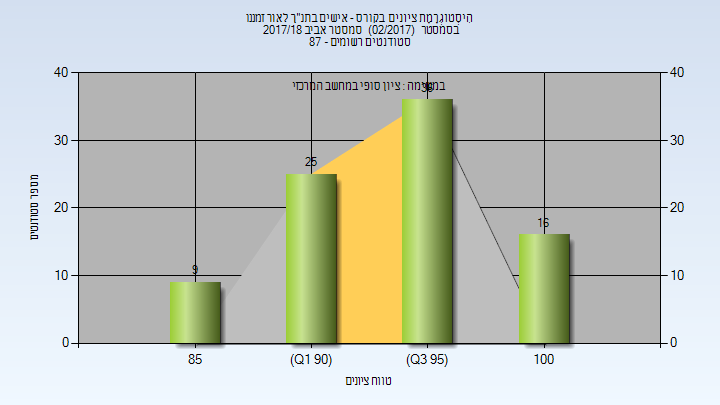 היסטוגרמת ציונים בקורס - אישים בתנ"ך לאור זמננו
בסמסטר (02/2017) סמסטר אביב 2017/18
סטודנטים רשומים - 87
במשימה : ציון סופי במחשב המרכזי
40
30
20
10
0
40
30
20
10
0
מספר סטודנטים
9
25
36
16
85
(Q1 90)
(Q3 95)
100
טווח ציונים